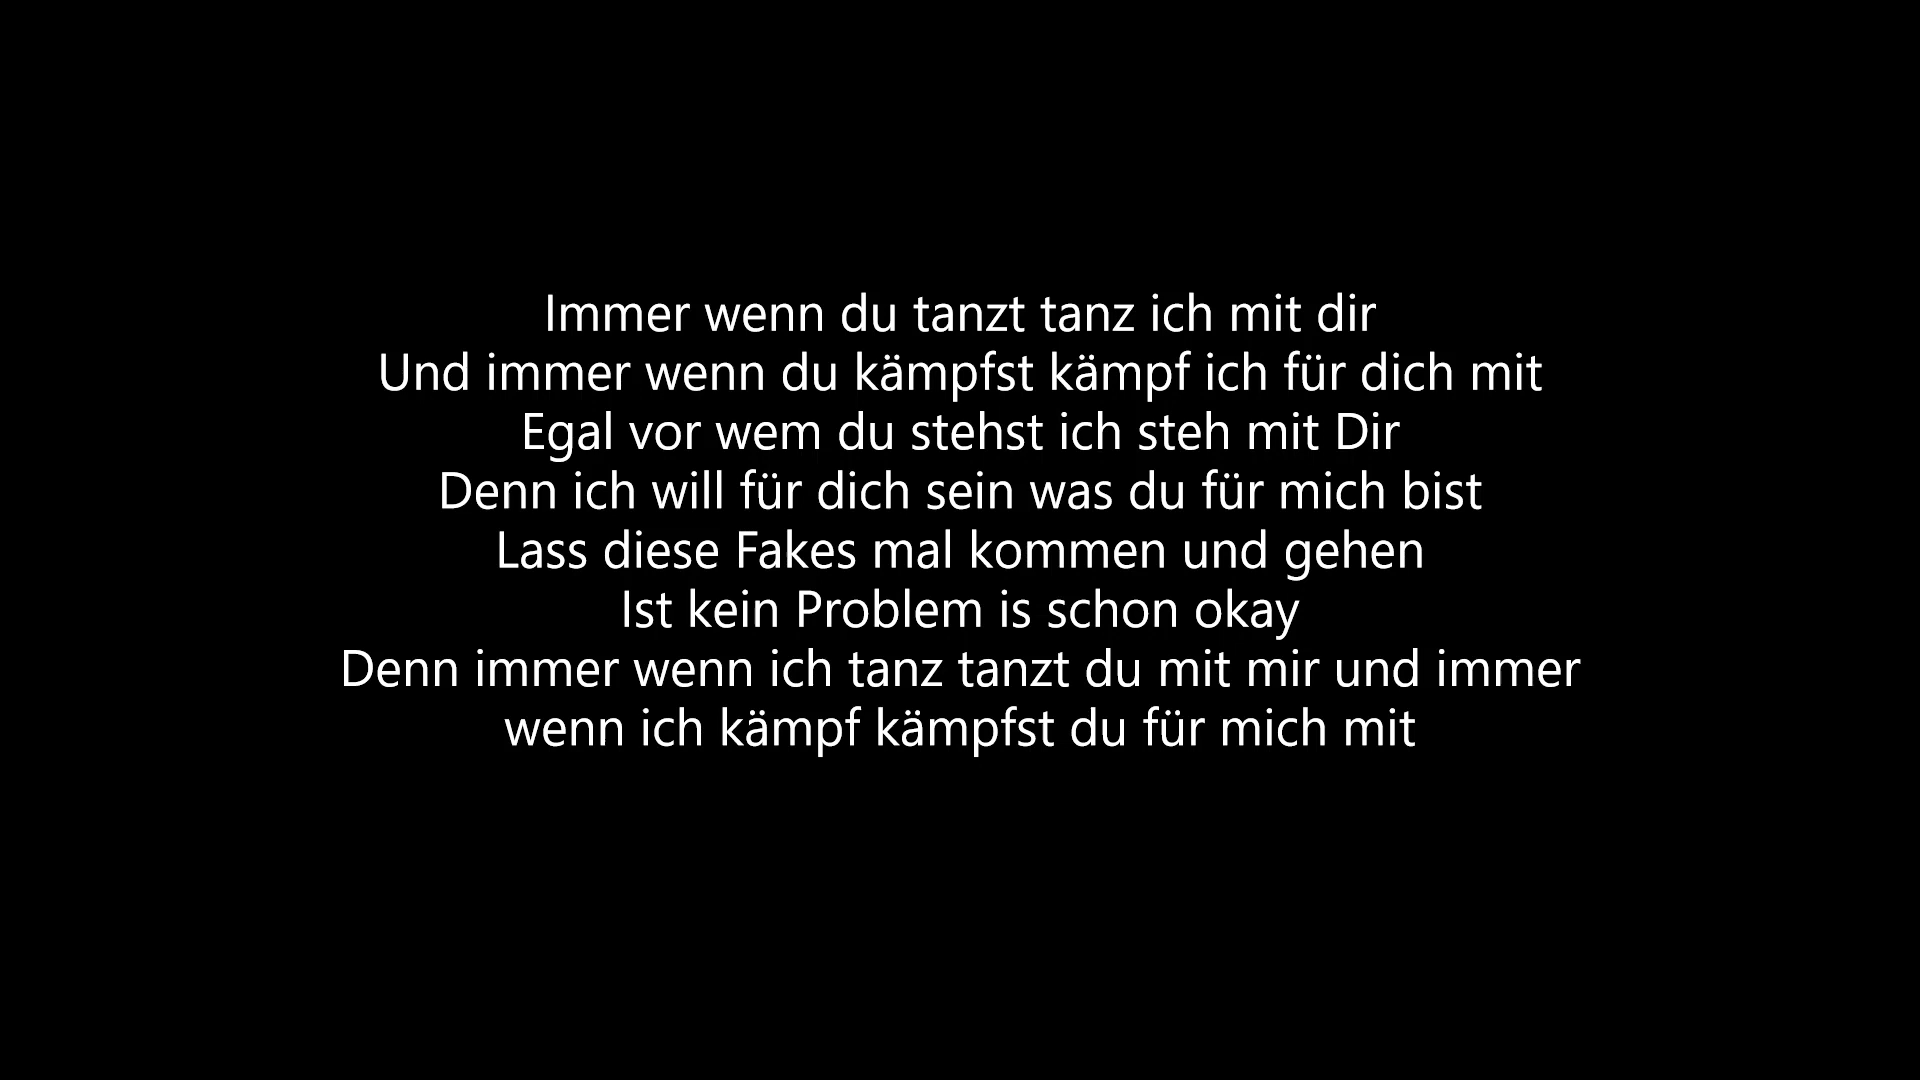 Immer wenn du tanzt tanz ich mit dir
Und immer wenn du kämpfst kämpf ich für dich mit
Egal vor wem du stehst ich steh mit Dir
Denn ich will für dich sein was du für mich bist
Lass diese Fakes mal kommen und gehen
Ist kein Problem is schon okay
Denn immer wenn ich tanz tanzt du mit mir und immer
wenn ich kämpf kämpfst du für mich mit